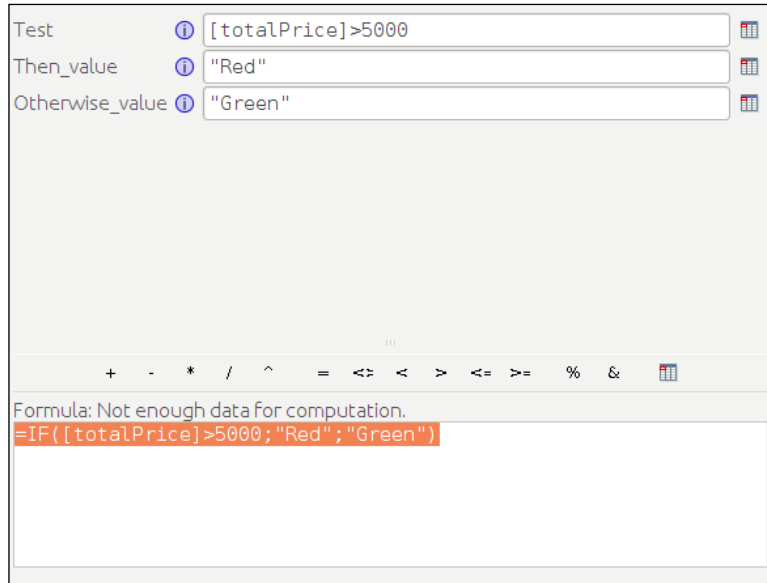 Test [totalPrice]>5000
Then_value "Red"
Otherwise_value "Green"
+ - * / ^ = <> < > <= >= % &
Formula: Not enough data for computation.
=IF([totalPrice]>5000;"Red";"Green")